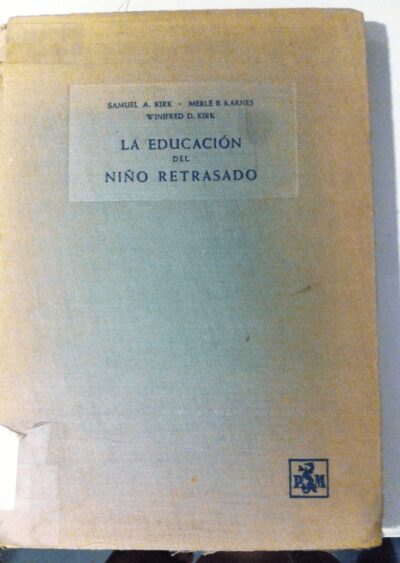 SAMUEL A. KIRK • MERLE B. KARNES
WINIFRED D. KIRK
LA EDUCACIÓN
DEL
NIÑO RETRASADO
P M